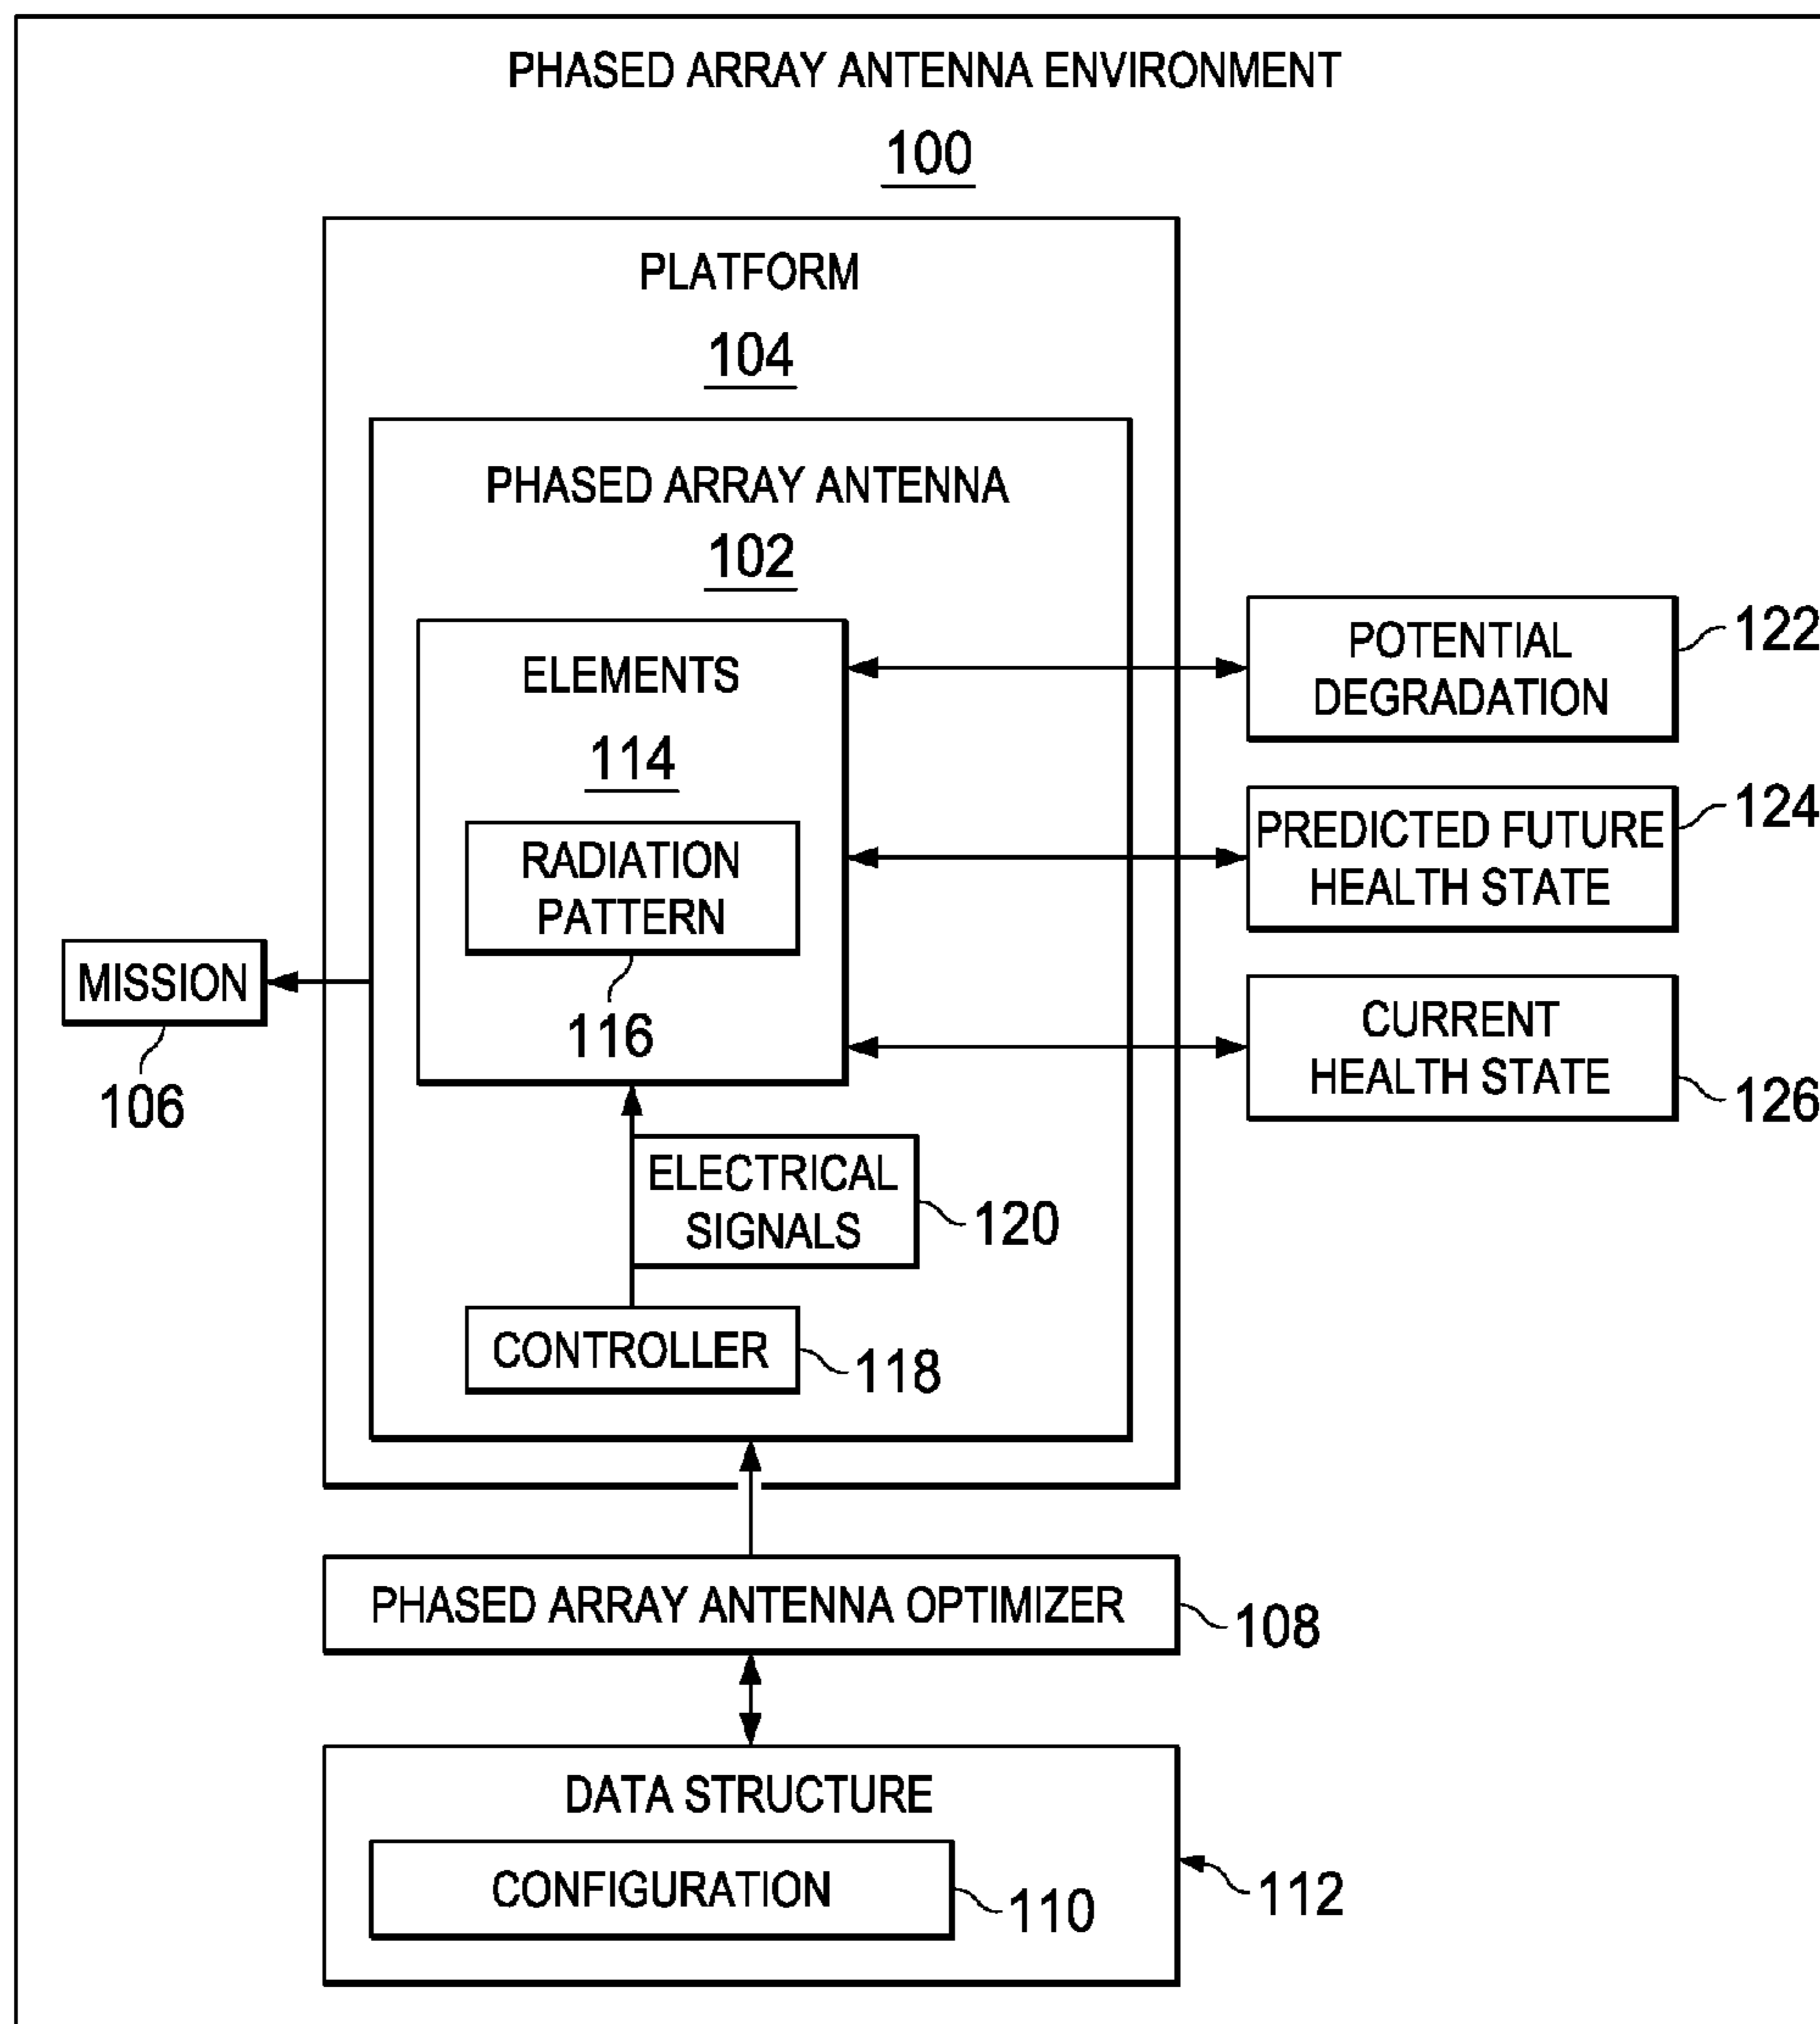 PHASED ARRAY ANTENNA ENVIRONMENT
100
PLATFORM
104
PHASED ARRAY ANTENNA
102
ELEMENTS
114
RADIATION
PATTERN
116
POTENTIAL
DEGRADATION
122
PREDICTED FUTURE
HEALTH STATE
124
CURRENT
HEALTH STATE
126
MISSION
106
ELECTRICAL
SIGNALS
120
CONTROLLER
118
PHASED ARRAY ANTENNA OPTIMIZER
108
DATA STRUCTURE
CONFIGURATION
110
112